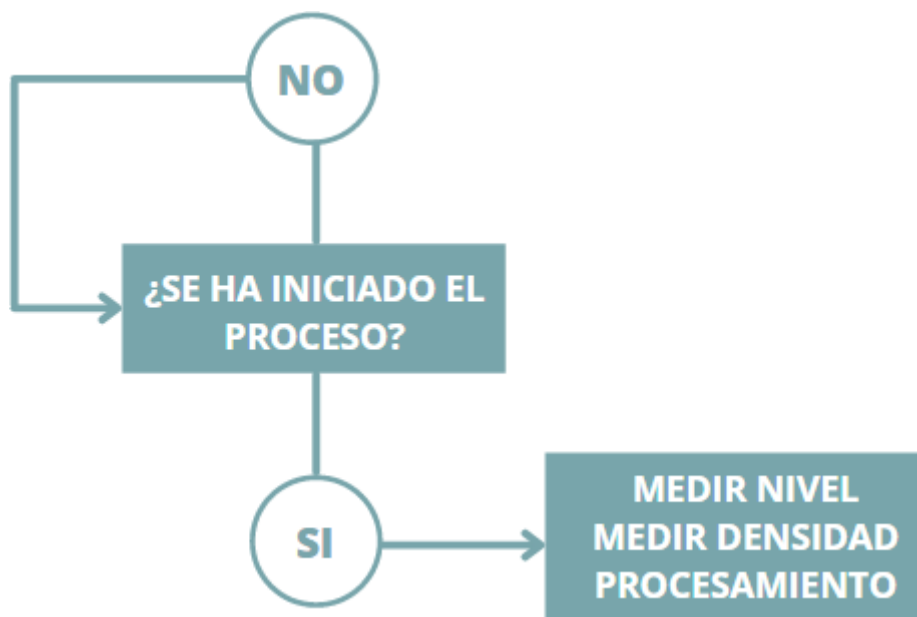 NO
¿SE HA INICIADO EL
PROCESO?
SI
MEDIR NIVEL
MEDIR DENSIDAD
PROCESAMIENTO